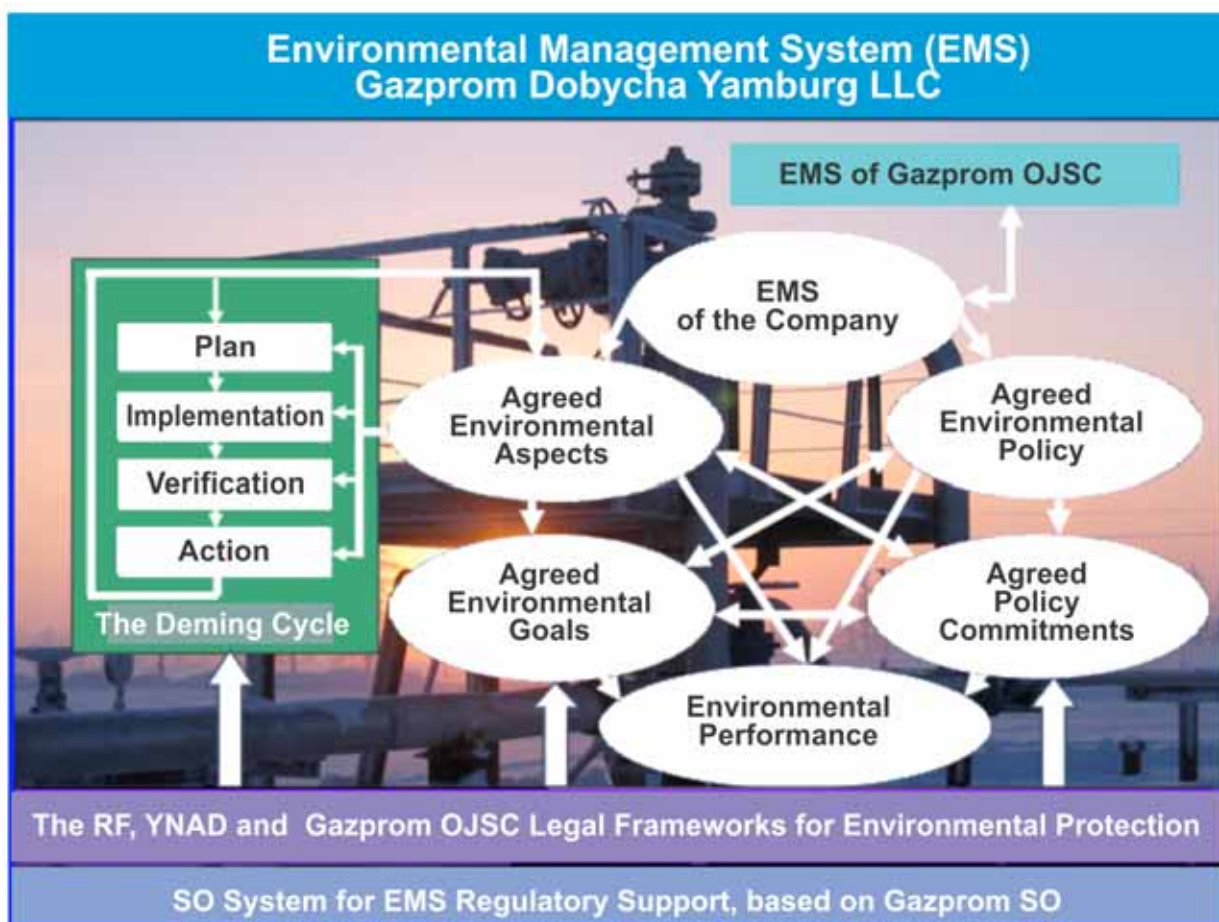 Environmental Management System (EMS)
Gazprom Dobycha Yamburg LLC
EMS of Gazprom OJSC
EMS
of the Company
Plan
Implementation
Verification
Action
The Deming Cycle
Agreed
Environmental
Aspects
Agreed
Environmental
Policy
Agreed
Environmental
Goals
Agreed
Policy
Commitments
Environmental
Performance
The RF, YNAD and Gazprom OJSC Legal Frameworks for Environmental Protection
SO System for EMS Regulatory Support, based on Gazprom SO